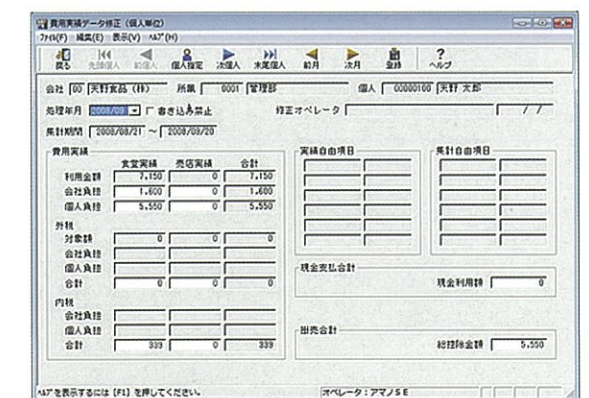 費用実績データ修正（個人単位）
ﾌｧｲﾙ(F) 編集(E) 表示(V) ﾍﾙﾌﾟ(H)
戻る 先頭個人 前個人 個人指定 次個人 末尾個人 前月 次月 登録 ヘルプ
会社 00 天野食品（株） 所属 0001 管理部 個人 00000100 天野 太郎
処理年月 2008/09 書き込み禁止 修正オペレータ / /
集計期間 2008/08/21 ～ 2008/09/20
費用実績 実績自由項目 集計自由項目
食堂実績 売店実績 合計
利用金額 7,150 0 7,150
会社負担 1,600 0 1,600
個人負担 5,550 0 5,550
外税
対象額 0 0 0
会社負担
個人負担
合計 0 0 0
現金支払合計
現金利用額 0
内税
会社負担
個人負担
合計 339 0 339
控除合計
総控除金額 5,550
ﾍﾙﾌﾟを表示するには [F1] を押してください。 オペレータ：アマノＳＥ